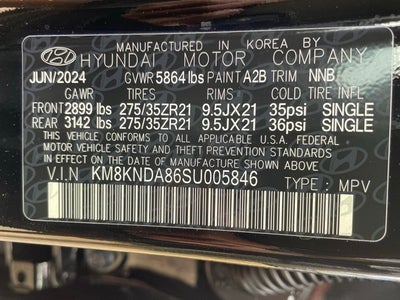 MANUFACTURED IN KOREA BY
HYUNDAI MOTOR COMPANY
JUN/2024 GVWR 5864 lbs PAINT A2B TRIM NNB
GAWR TIRES RIMS COLD TIRE INFL
FRONT 2899 lbs 275/35ZR21 9.5JX21 35psi SINGLE
REAR 3142 lbs 275/35ZR21 9.5JX21 36psi SINGLE
THIS VEHICLE CONFORMS TO ALL APPLICABLE U.S.A. FEDERAL
MOTOR VEHICLE SAFETY AND THEFT PREVENTION STANDARDS
IN EFFECT ON THE DATE OF MANUFACTURE SHOWN ABOVE.
V.I.N KM8KNDA86SU005846 TYPE : MPV